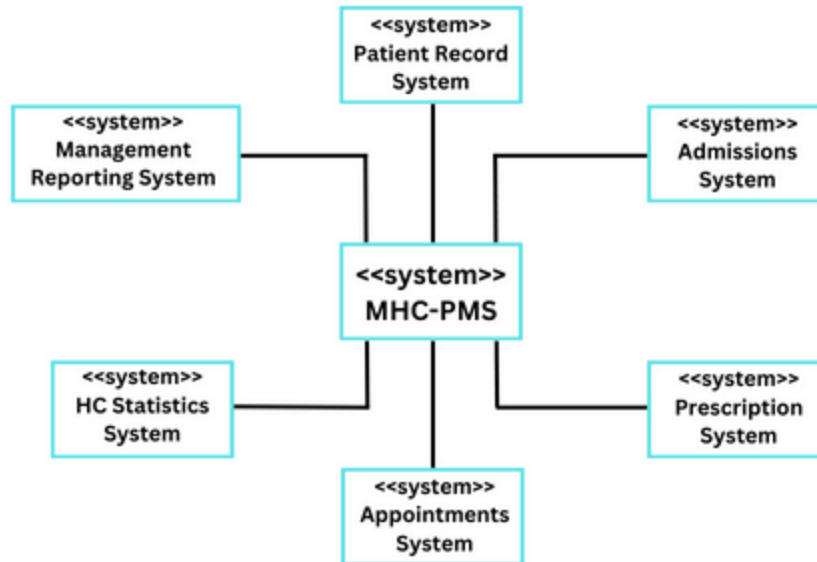 <<system>>
Patient Record
System
<<system>>
Management
Reporting System
<<system>>
Admissions
System
<<system>>
MHC-PMS
<<system>>
HC Statistics
System
<<system>>
Prescription
System
<<system>>
Appointments
System